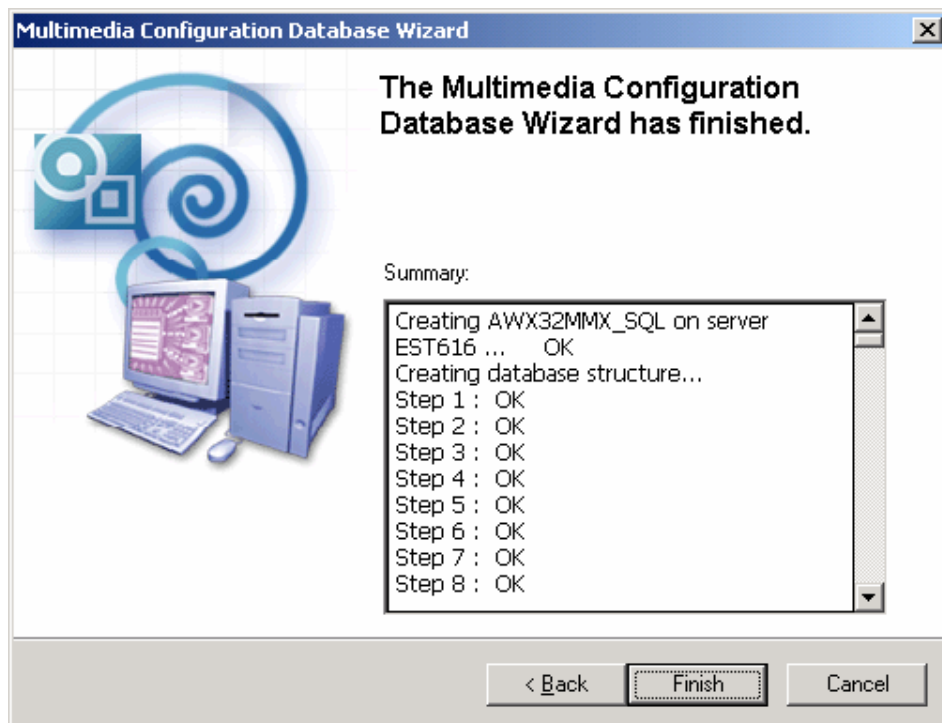 Multimedia Configuration Database Wizard
The Multimedia Configuration
Database Wizard has finished.
Summary:
Creating AWX32MMX_SQL on server
EST616 ... OK
Creating database structure...
Step 1 : OK
Step 2 : OK
Step 3 : OK
Step 4 : OK
Step 5 : OK
Step 6 : OK
Step 7 : OK
Step 8 : OK
< Back Finish Cancel